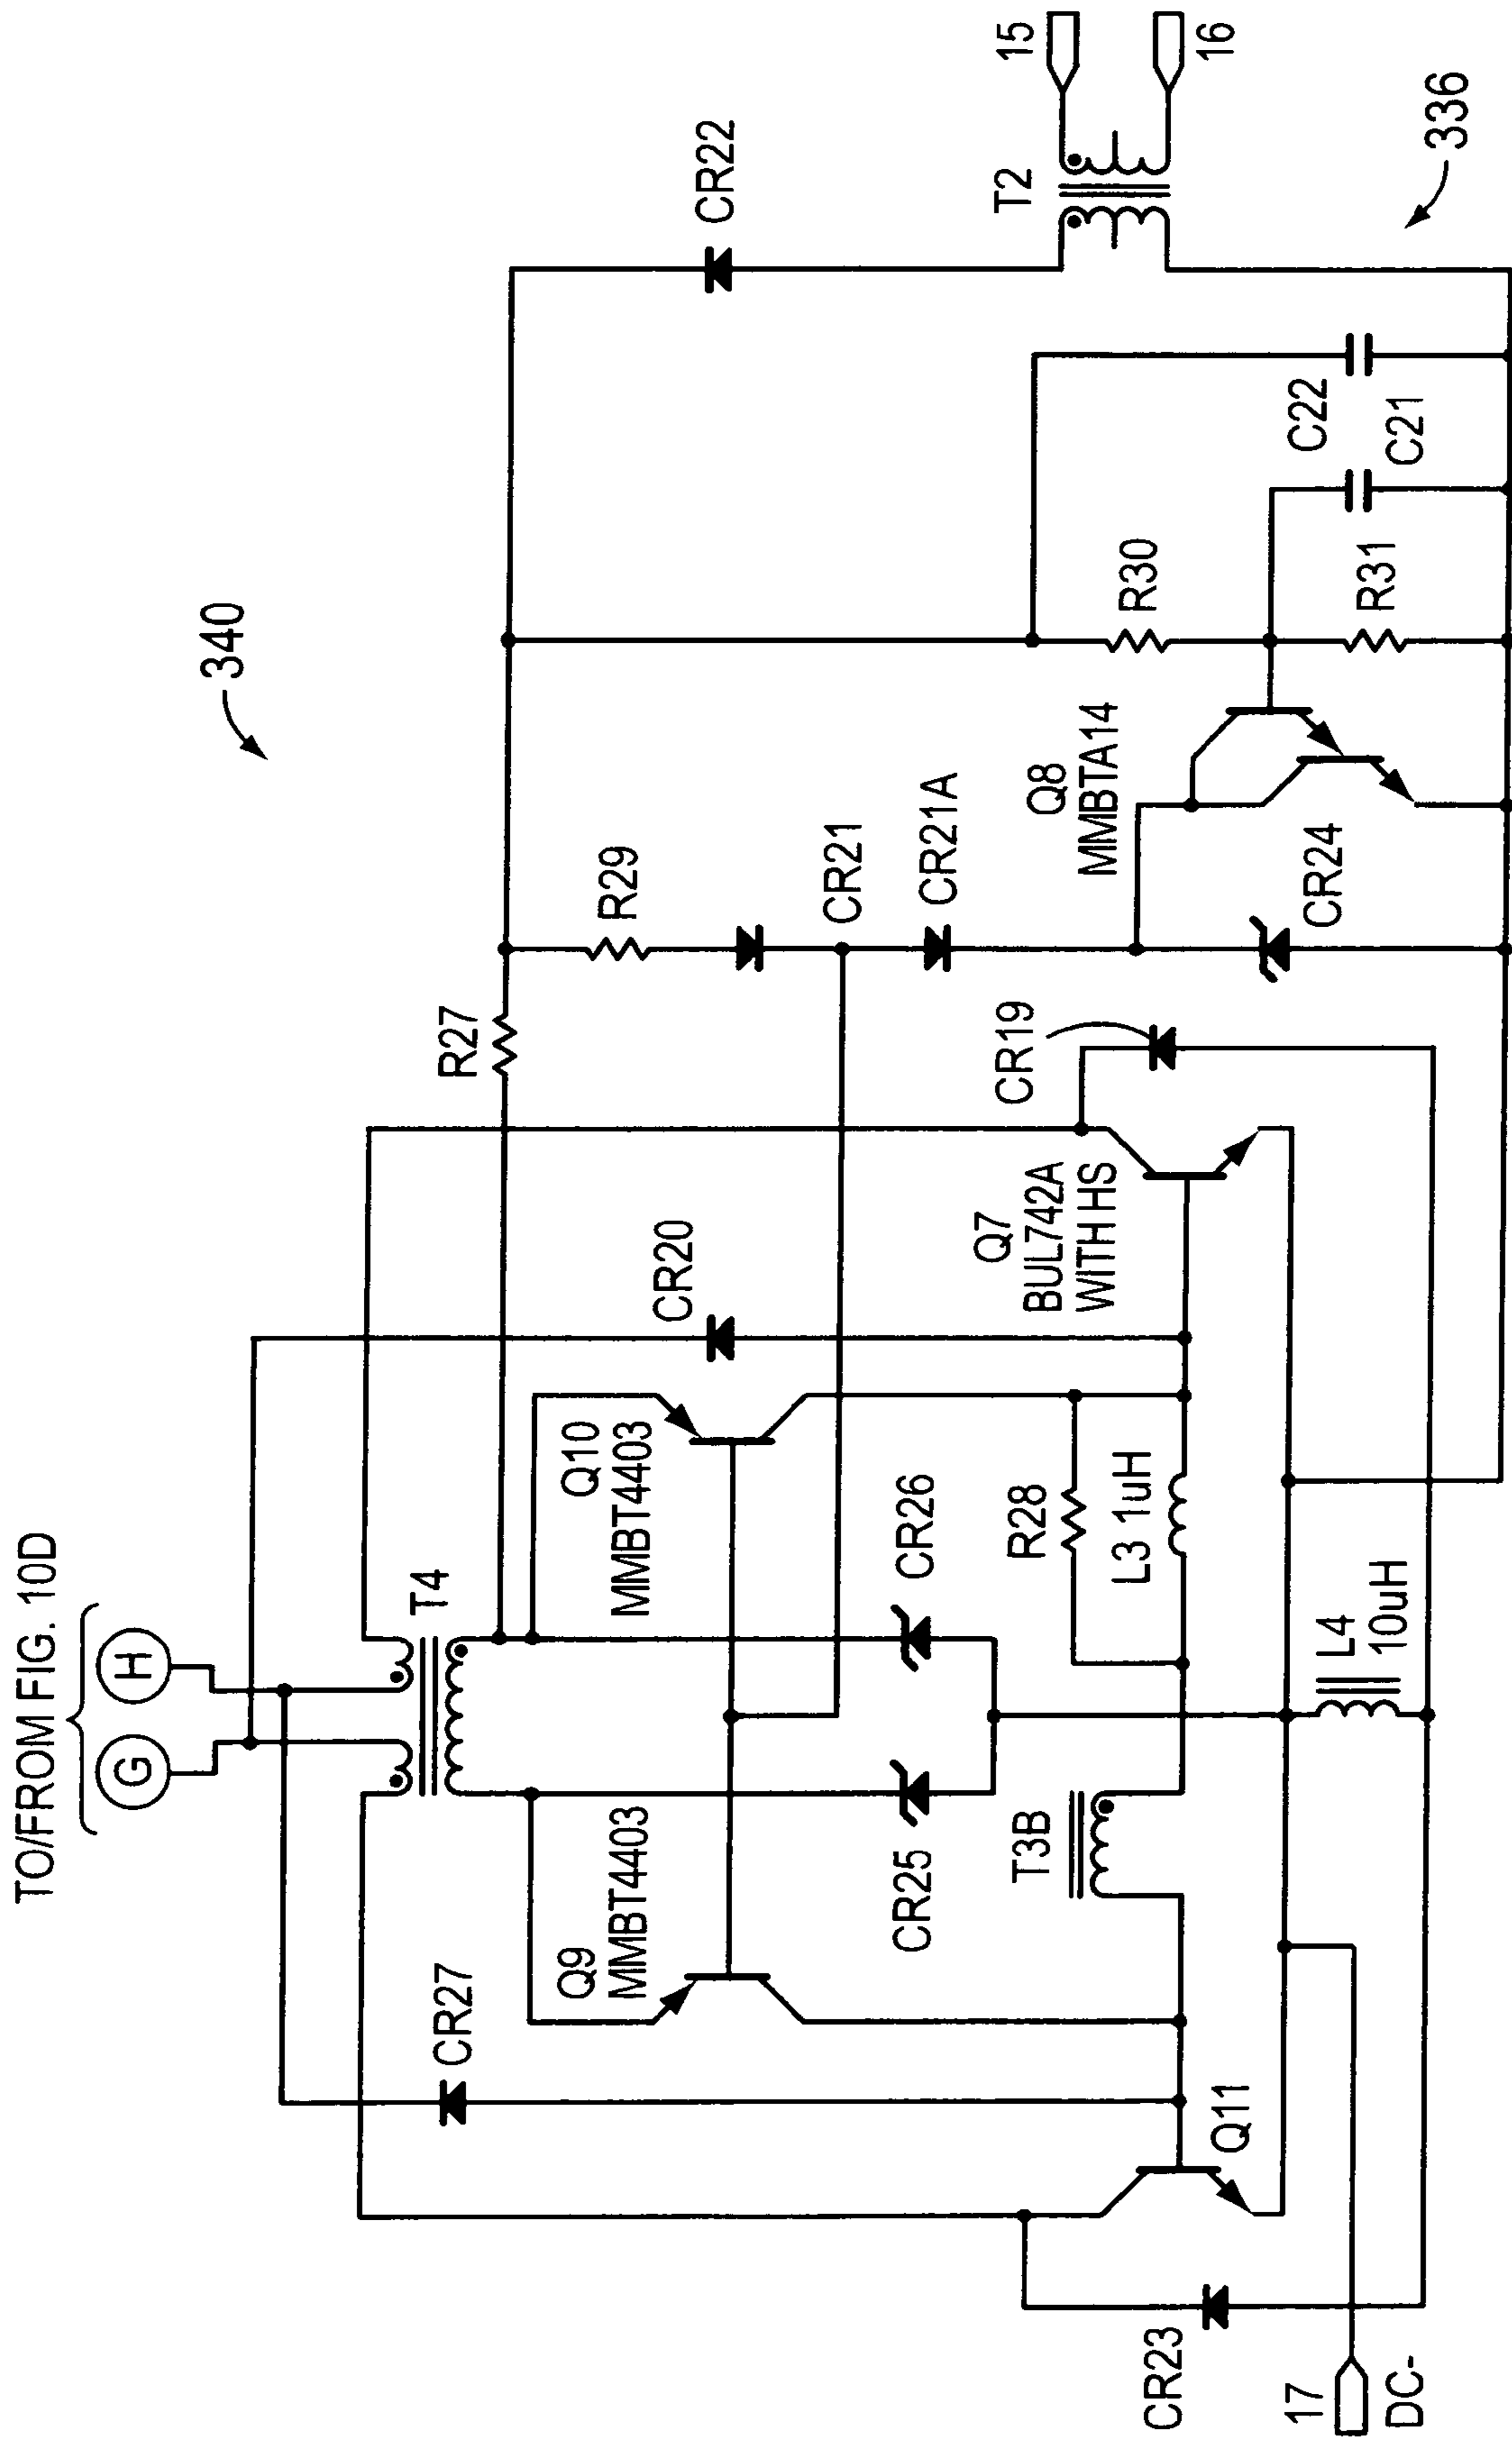 TO/FROM FIG. 10D
G
H
340
T4
CR27
CR20
R27
CR22
Q9
MMBT4403
Q10
MMBT4403
R29
CR25
CR26
CR21
CR21A
T3B
R28
L3 1uH
Q7
BUL742A
WITH HS
CR19
Q8
MMBTA14
R30
T2
15
16
CR23
Q11
L4
10uH
CR24
R31
C22
C21
336
17
DC-